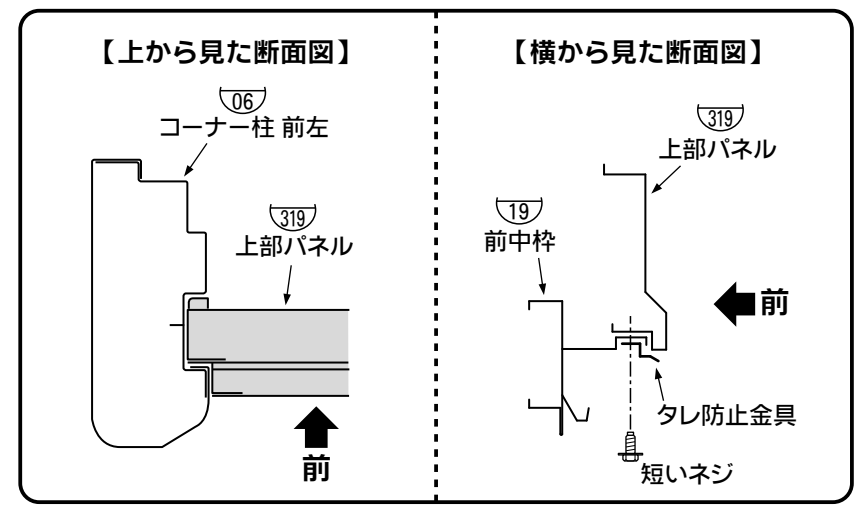 【上から見た断面図】
06
コーナー柱 前左
319
上部パネル
前
【横から見た断面図】
319
上部パネル
19
前中枠
前
タレ防止金具
短いネジ